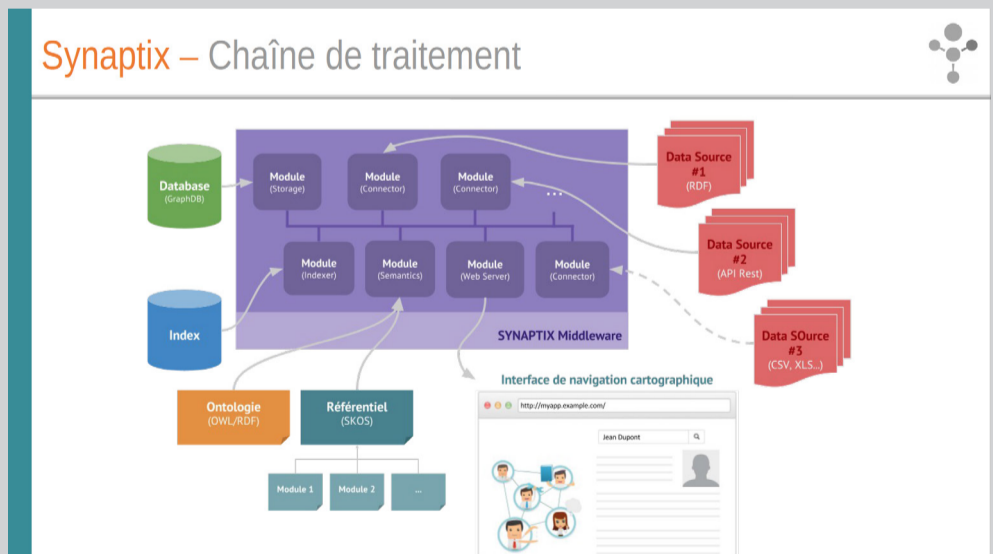 Synaptix – Chaîne de traitement
Database
(GraphDB)
Module
(Storage)
Module
(Connector)
Module
(Connector)
...
Data Source
#1
(RDF)
Module
(Indexer)
Module
(Semantics)
Module
(Web Server)
Module
(Connector)
Data Source
#2
(API Rest)
Index
SYNAPTIX Middleware
Data SOurce
#3
(CSV, XLS...)
Ontologie
(OWL/RDF)
Référentiel
(SKOS)
Module 1
Module 2
...
Interface de navigation cartographique
http://myapp.example.com/
Jean Dupont